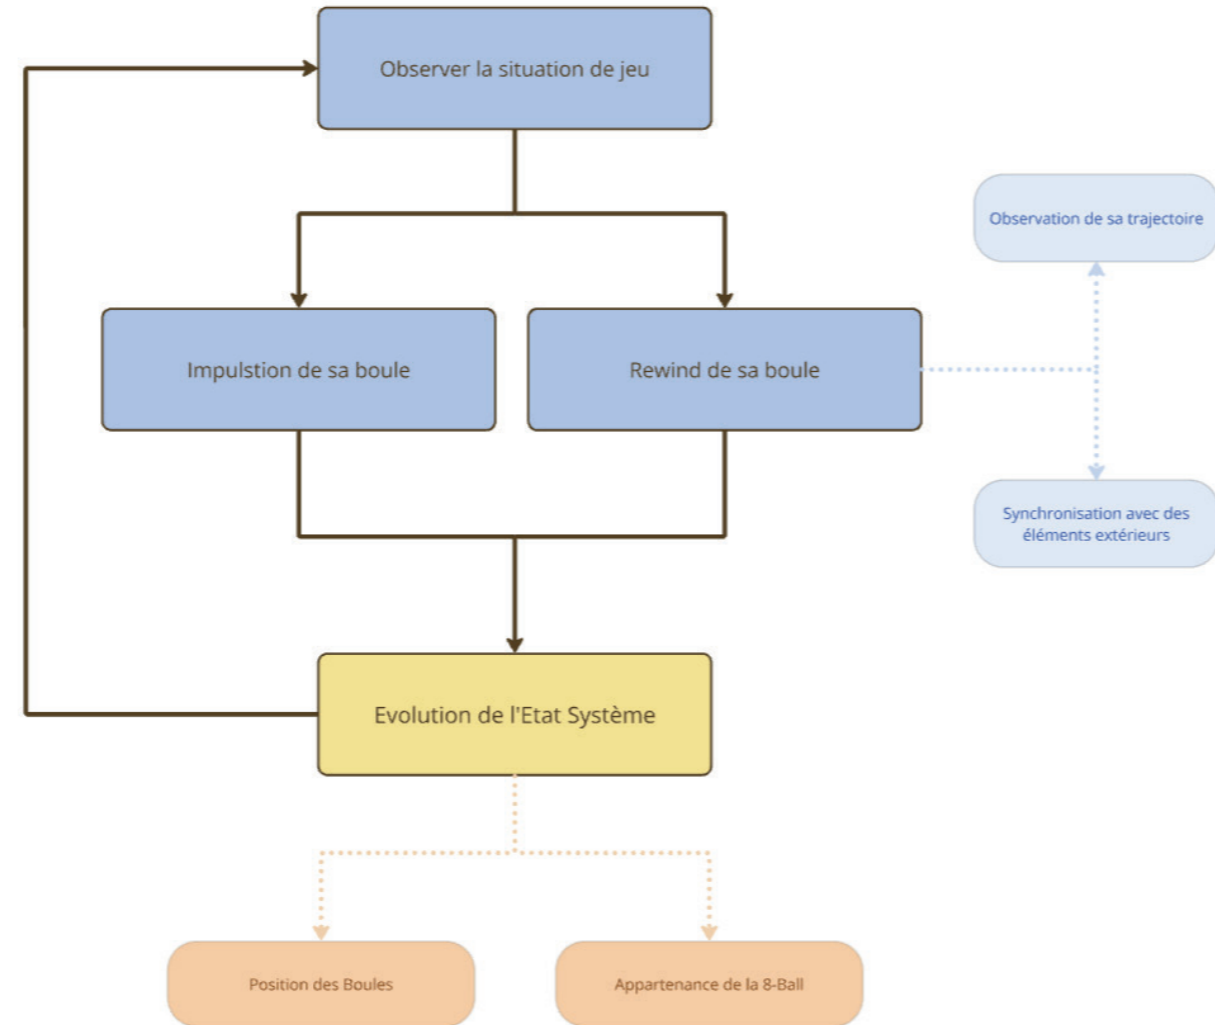 Observer la situation de jeu
Observation de sa trajectoire
Impulstion de sa boule
Rewind de sa boule
Synchronisation avec des
éléments extérieurs
Evolution de l'Etat Système
Position des Boules
Appartenance de la 8-Ball